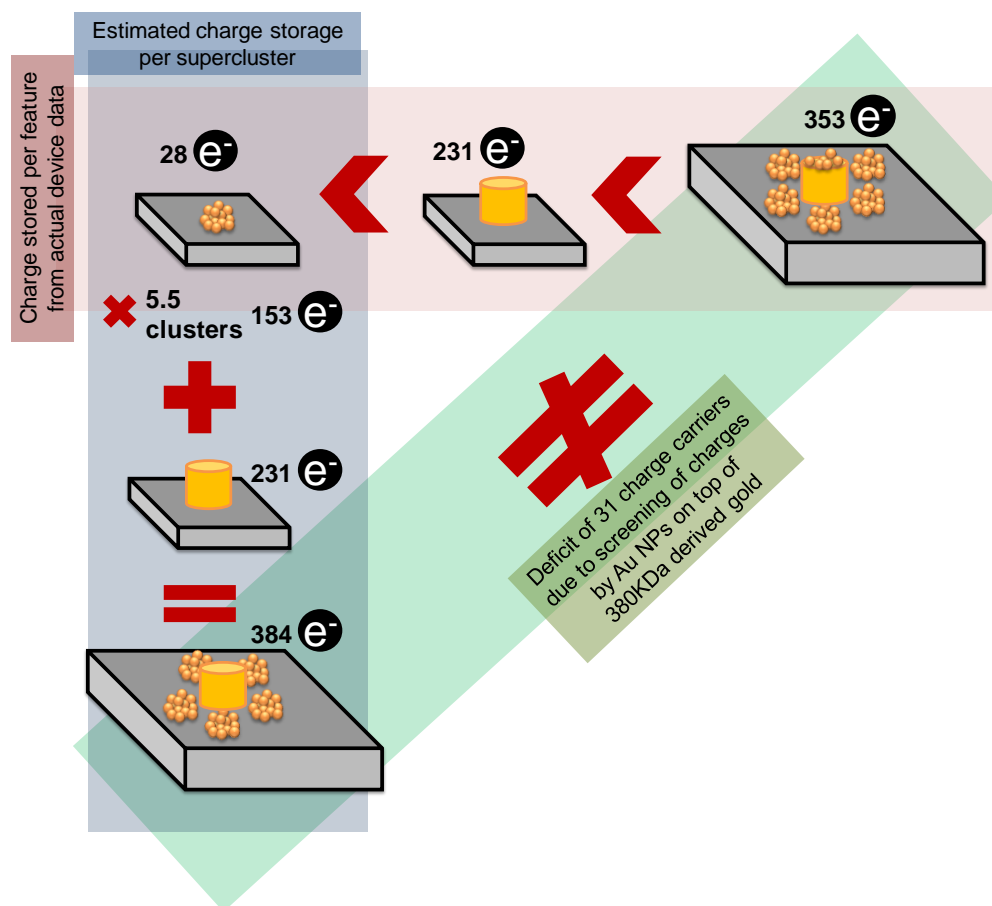 Estimated charge storage
per supercluster
Charge stored per feature
from actual device data
28 e-
231 e-
353 e-
5.5
clusters
153 e-
231 e-
384 e-
Deficit of 31 charge carriers
due to screening of charges
by Au NPs on top of
380KDa derived gold